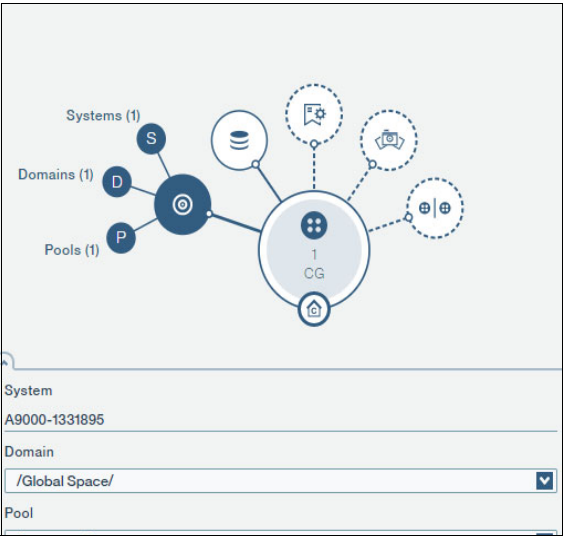 Systems (1)
S
Domains (1)
D
Pools (1)
P
1
CG
C
System
A9000-1331895
Domain
/Global Space/
Pool